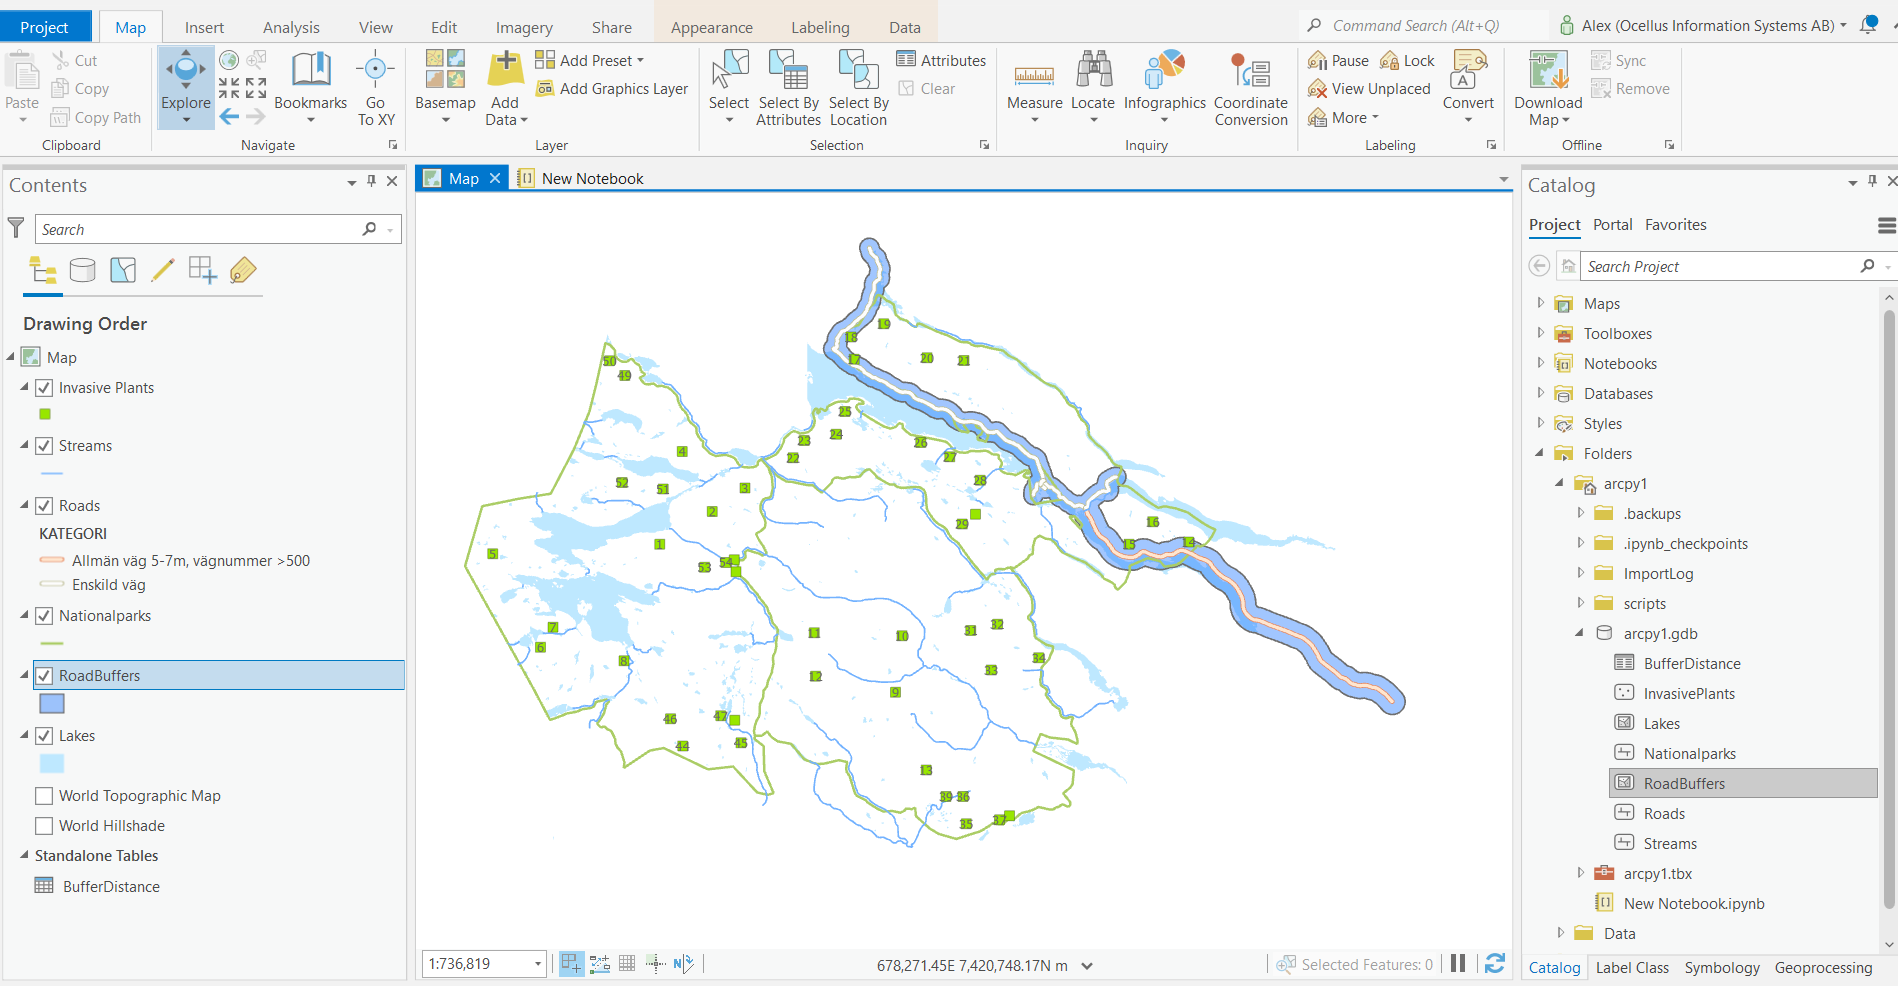 Project
Map
Insert
Analysis
View
Edit
Imagery
Share
Appearance
Labeling
Data
Command Search (Alt+Q)
Alex (Ocellus Information Systems AB)
Paste
Cut
Copy
Copy Path
Clipboard
Explore
Bookmarks
Go
To XY
Navigate
Basemap
Add
Data
Add Preset
Add Graphics Layer
Layer
Select
Select By
Attributes
Select By
Location
Attributes
Clear
Selection
Measure
Locate
Infographics
Coordinate
Conversion
Inquiry
Pause
Lock
View Unplaced
More
Convert
Labeling
Download
Map
Sync
Remove
Offline
Contents
Search
Drawing Order
Map
Invasive Plants
Streams
Roads
KATEGORI
Allmän väg 5-7m, vägnummer >500
Enskild väg
Nationalparks
RoadBuffers
Lakes
World Topographic Map
World Hillshade
Standalone Tables
BufferDistance
Map
New Notebook
19
18
17
20
21
50
49
25
24
23
22
26
27
28
29
4
52
51
3
2
16
1
5
53
54
15
14
7
6
8
11
10
31
32
34
33
12
9
46
47
44
45
13
39
36
35
37
1:736,819
678,271.45E 7,420,748.17N m
Selected Features: 0
Catalog
Project
Portal
Favorites
Search Project
Maps
Toolboxes
Notebooks
Databases
Styles
Folders
arcpy1
.backups
.ipynb_checkpoints
ImportLog
scripts
arcpy1.gdb
BufferDistance
InvasivePlants
Lakes
Nationalparks
RoadBuffers
Roads
Streams
arcpy1.tbx
New Notebook.ipynb
Data
Catalog
Label Class
Symbology
Geoprocessing